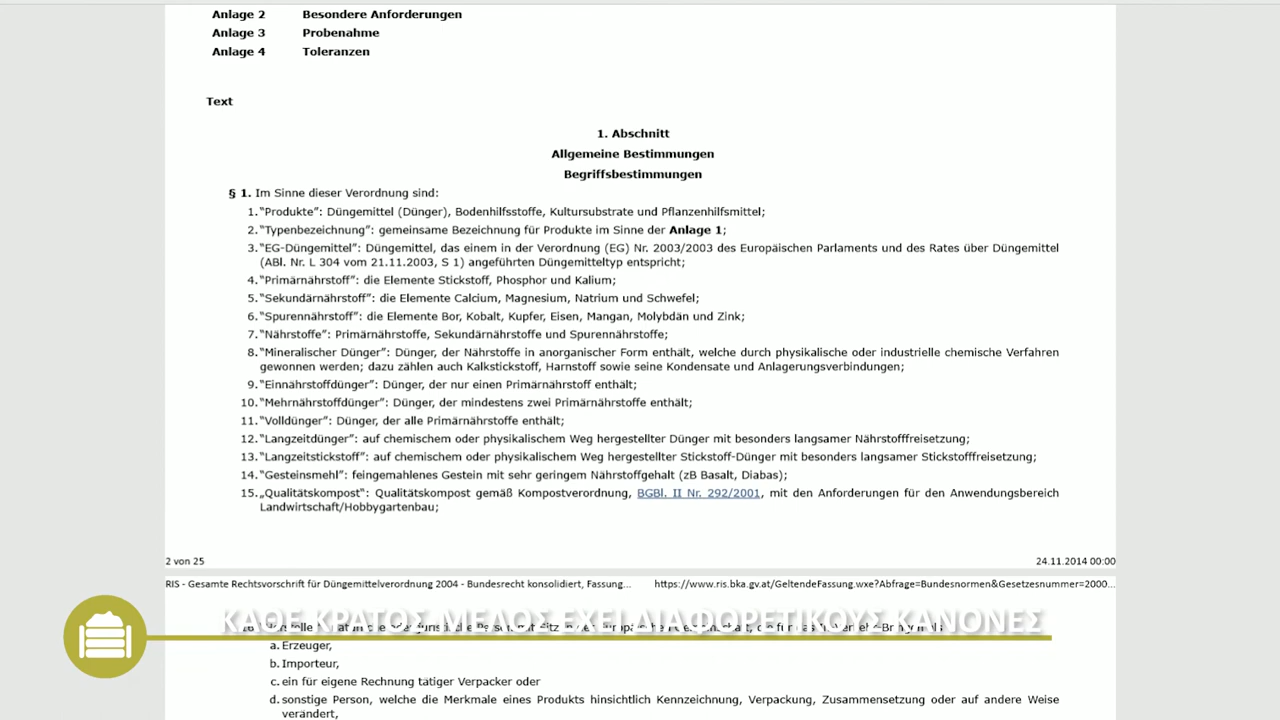 Anlage 2 Besondere Anforderungen
Anlage 3 Probenahme
Anlage 4 Toleranzen
Text
1. Abschnitt
Allgemeine Bestimmungen
Begriffsbestimmungen
§ 1. Im Sinne dieser Verordnung sind:
1. "Produkte": Düngemittel (Dünger), Bodenhilfsstoffe, Kultursubstrate und Pflanzenhilfsmittel;
2. "Typenbezeichnung": gemeinsame Bezeichnung für Produkte im Sinne der Anlage 1;
3. "EG-Düngemittel": Düngemittel, das einem in der Verordnung (EG) Nr. 2003/2003 des Europäischen Parlaments und des Rates über Düngemittel
(ABl. Nr. L 304 vom 21.11.2003, S 1) angeführten Düngemitteltyp entspricht;
4. "Primärnährstoff": die Elemente Stickstoff, Phosphor und Kalium;
5. "Sekundärnährstoff": die Elemente Calcium, Magnesium, Natrium und Schwefel;
6. "Spurennährstoff": die Elemente Bor, Kobalt, Kupfer, Eisen, Mangan, Molybdän und Zink;
7. "Nährstoffe": Primärnährstoffe, Sekundärnährstoffe und Spurennährstoffe;
8. "Mineralischer Dünger": Dünger, der Nährstoffe in anorganischer Form enthält, welche durch physikalische oder industrielle chemische Verfahren
gewonnen werden; dazu zählen auch Kalkstickstoff, Harnstoff sowie seine Kondensate und Anlagerungsverbindungen;
9. "Einnährstoffdünger": Dünger, der nur einen Primärnährstoff enthält;
10. "Mehrnährstoffdünger": Dünger, der mindestens zwei Primärnährstoffe enthält;
11. "Volldünger": Dünger, der alle Primärnährstoffe enthält;
12. "Langzeitdünger": auf chemischem oder physikalischem Weg hergestellter Dünger mit besonders langsamer Nährstofffreisetzung;
13. "Langzeitstickstoff": auf chemischem oder physikalischem Weg hergestellter Stickstoff-Dünger mit besonders langsamer Stickstofffreisetzung;
14. "Gesteinsmehl": feingemahlenes Gestein mit sehr geringem Nährstoffgehalt (zB Basalt, Diabas);
15. „Qualitätskompost“: Qualitätskompost gemäß Kompostverordnung, BGBl. II Nr. 292/2001, mit den Anforderungen für den Anwendungsbereich
Landwirtschaft/Hobbygartenbau;
2 von 25 24.11.2014 00:00
RIS - Gesamte Rechtsvorschrift für Düngemittelverordnung 2004 - Bundesrecht konsolidiert, Fassung... https://www.ris.bka.gv.at/GeltendeFassung.wxe?Abfrage=Bundesnormen&Gesetzesnummer=2000...
ΚΑΘΕ ΚΡΑΤΟΣ-ΜΕΛΟΣ ΕΧΕΙ ΔΙΑΦΟΡΕΤΙΚΟΥΣ ΚΑΝΟΝΕΣ
a. Erzeuger,
b. Importeur,
c. ein für eigene Rechnung tätiger Verpacker oder
d. sonstige Person, welche die Merkmale eines Produkts hinsichtlich Kennzeichnung, Verpackung, Zusammensetzung oder auf andere Weise
verändert,